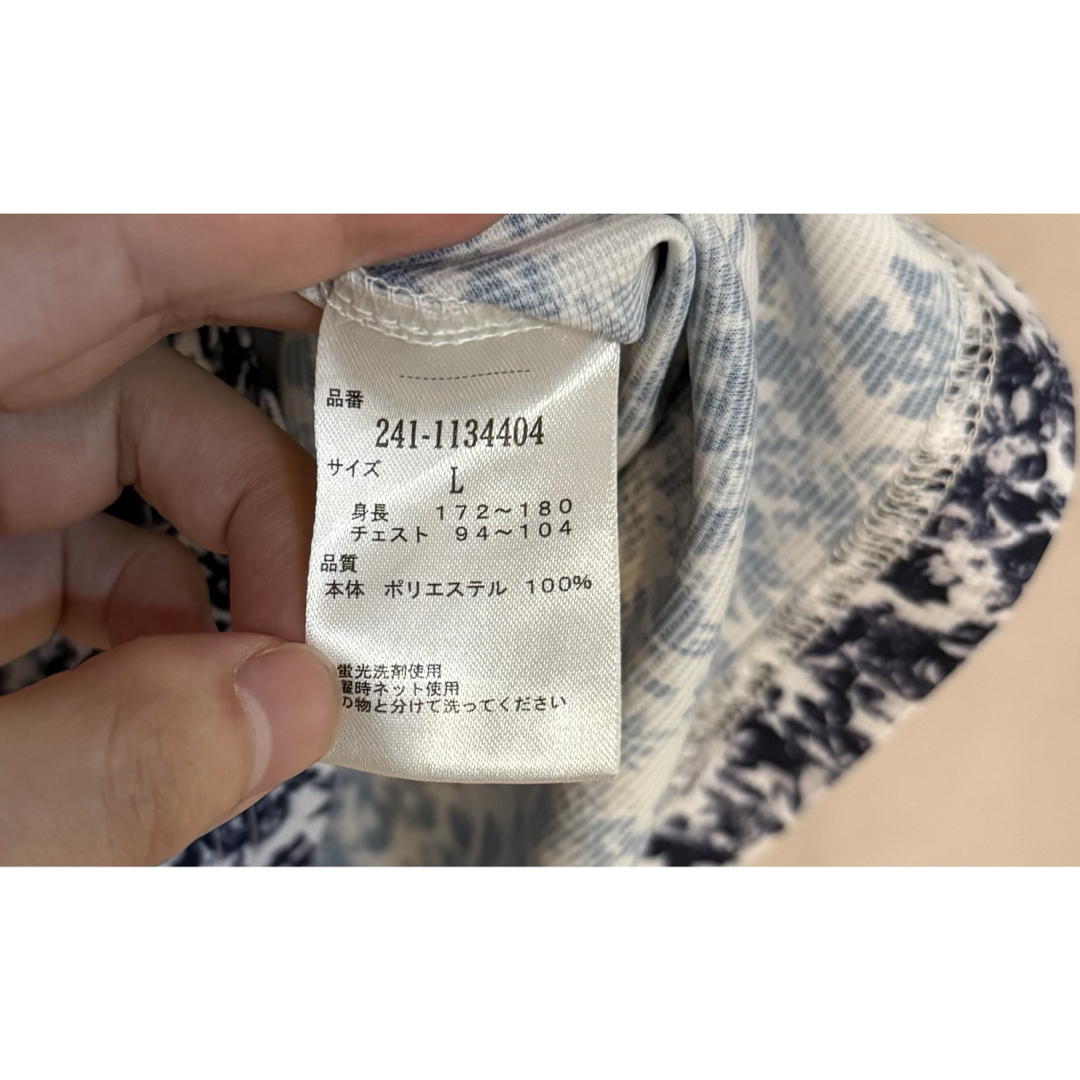 品番
241-1134404
サイズ
L
身長　１７２～１８０
チェスト　９４～１０４
品質
本体　ポリエステル　１００％
蛍光洗剤使用
濯時ネット使用
の物と分けて洗ってください